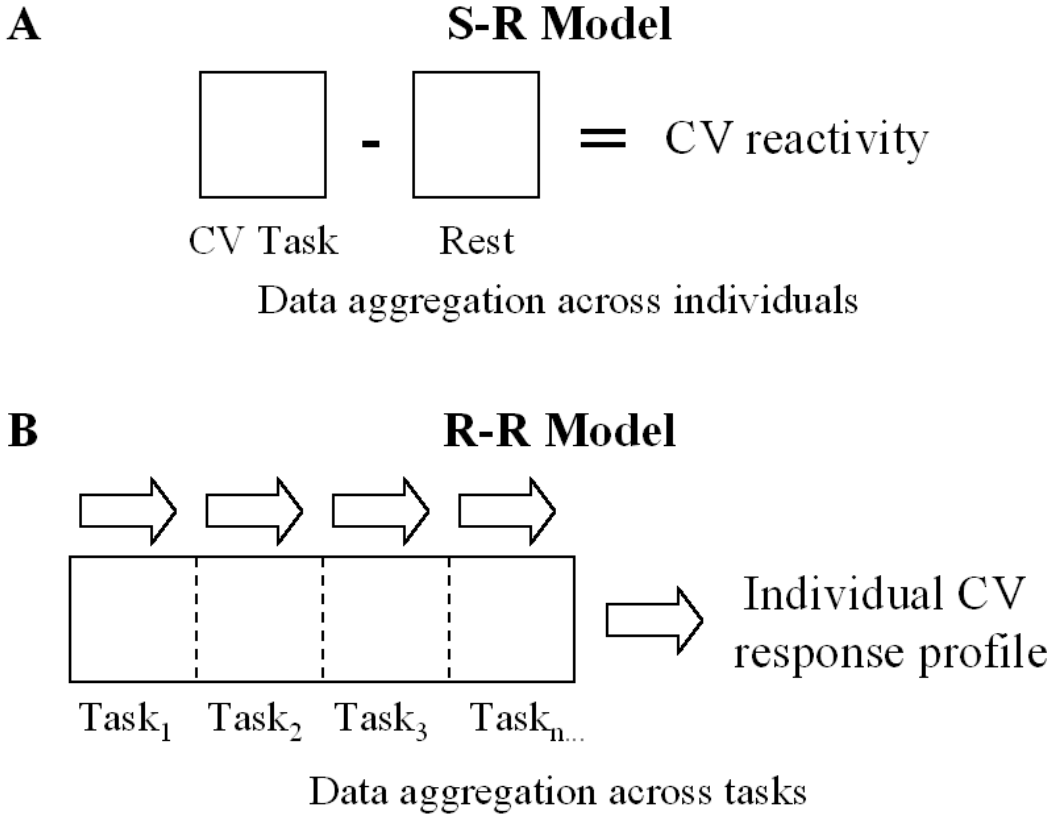 A
S-R Model
- = CV reactivity
CV Task Rest
Data aggregation across individuals
B
R-R Model
Individual CV
response profile
Task₁ Task₂ Task₃ Taskₙ...
Data aggregation across tasks